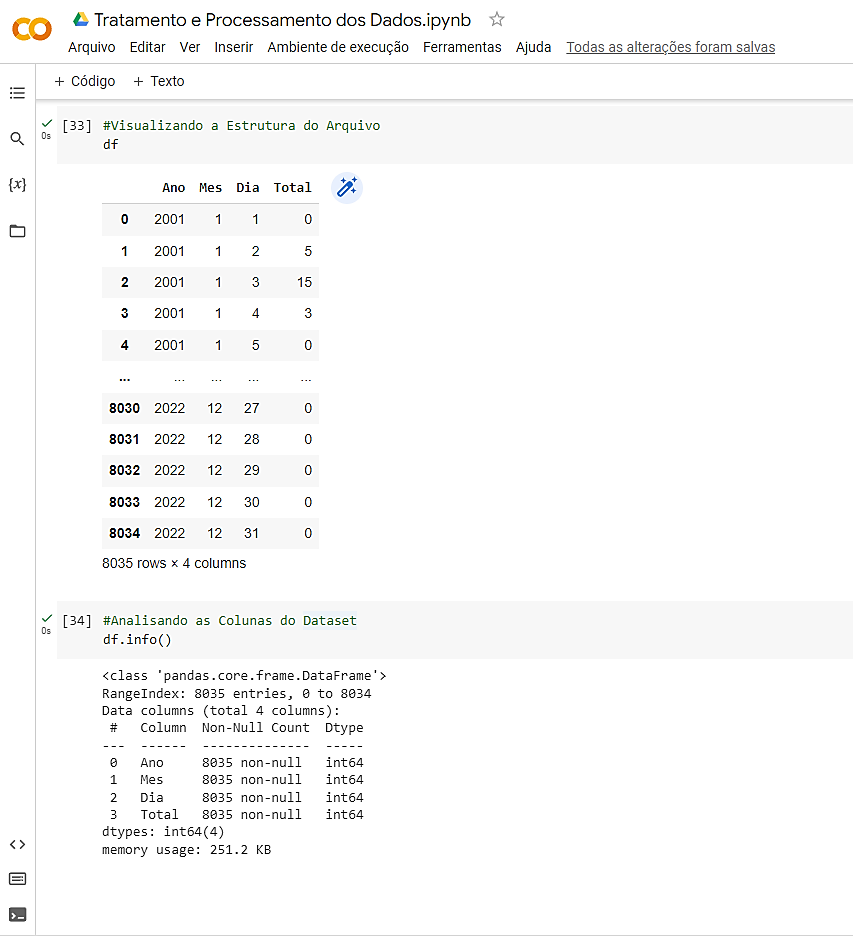 Tratamento e Processamento dos Dados.ipynb
Arquivo Editar Ver Inserir Ambiente de execução Ferramentas Ajuda Todas as alterações foram salvas
+ Código + Texto
[33] #Visualizando a Estrutura do Arquivo
0s
df
Ano Mes Dia Total
0 2001 1 1 0
1 2001 1 2 5
2 2001 1 3 15
3 2001 1 4 3
4 2001 1 5 0
... ... ... ... ...
8030 2022 12 27 0
8031 2022 12 28 0
8032 2022 12 29 0
8033 2022 12 30 0
8034 2022 12 31 0
8035 rows × 4 columns
[34] #Analisando as Colunas do Dataset
0s
df.info()
<class 'pandas.core.frame.DataFrame'>
RangeIndex: 8035 entries, 0 to 8034
Data columns (total 4 columns):
#   Column  Non-Null Count  Dtype
---  ------  --------------  -----
0   Ano     8035 non-null   int64
1   Mes     8035 non-null   int64
2   Dia     8035 non-null   int64
3   Total   8035 non-null   int64
dtypes: int64(4)
memory usage: 251.2 KB